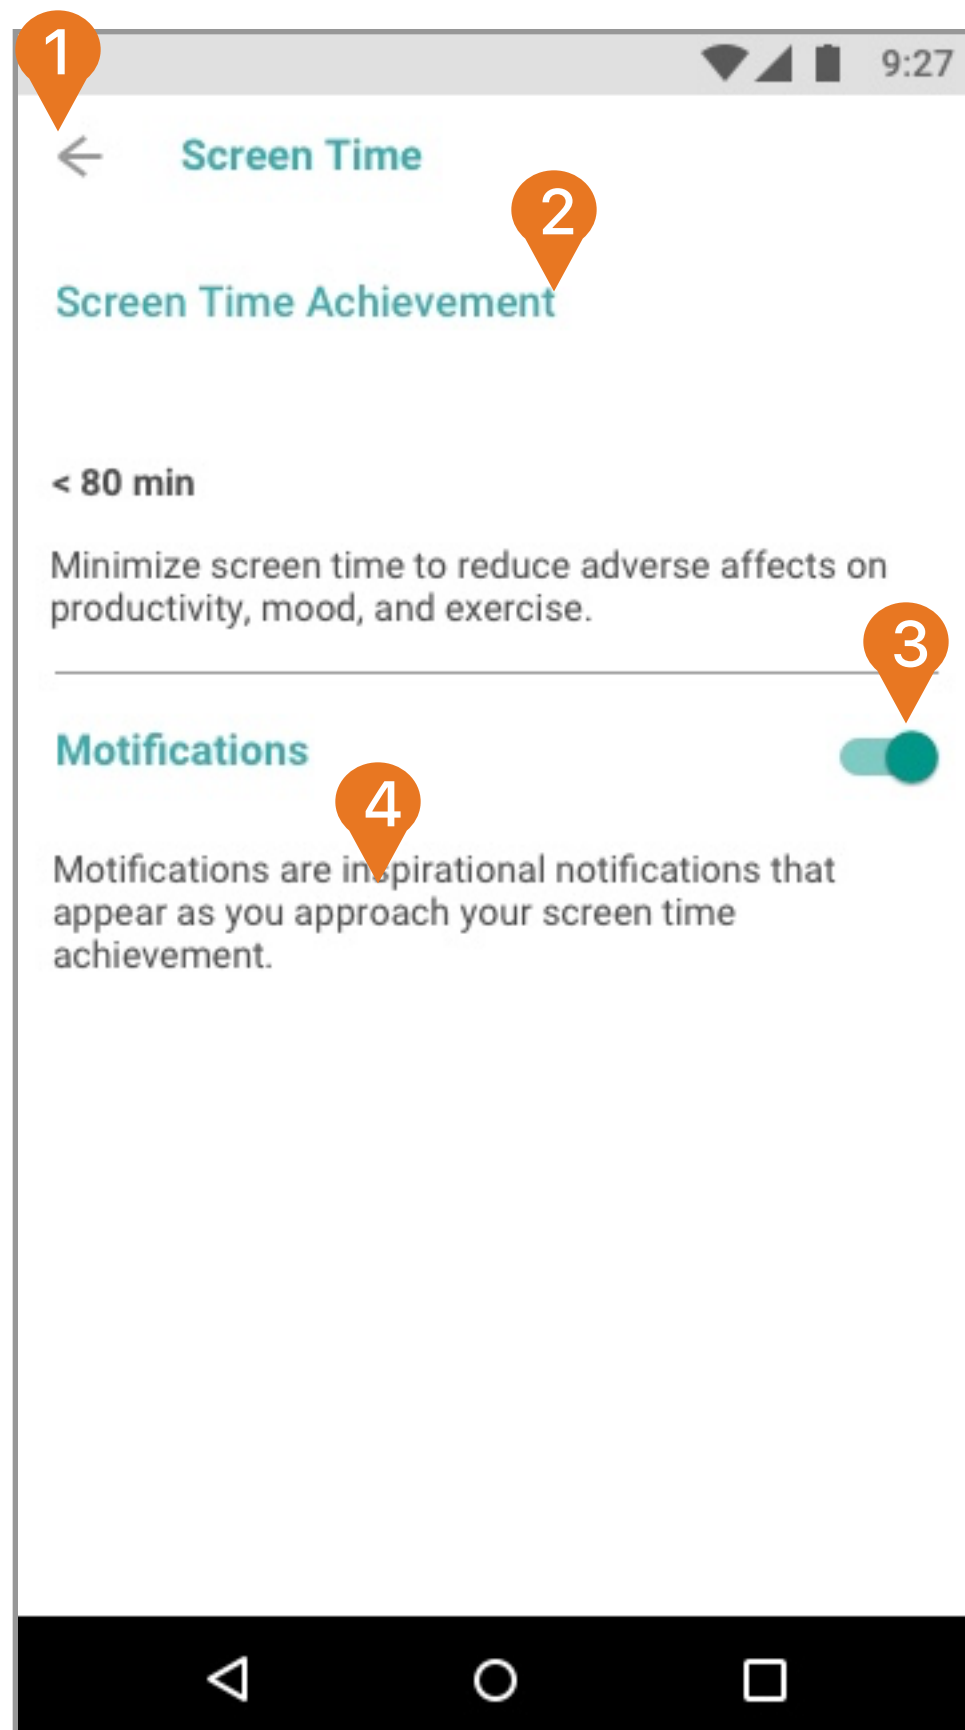 1
9:27
Screen Time
2
Screen Time Achievement
< 80 min
Minimize screen time to reduce adverse affects on
productivity, mood, and exercise.
3
Motifications
4
Motifications are inspirational notifications that
appear as you approach your screen time
achievement.